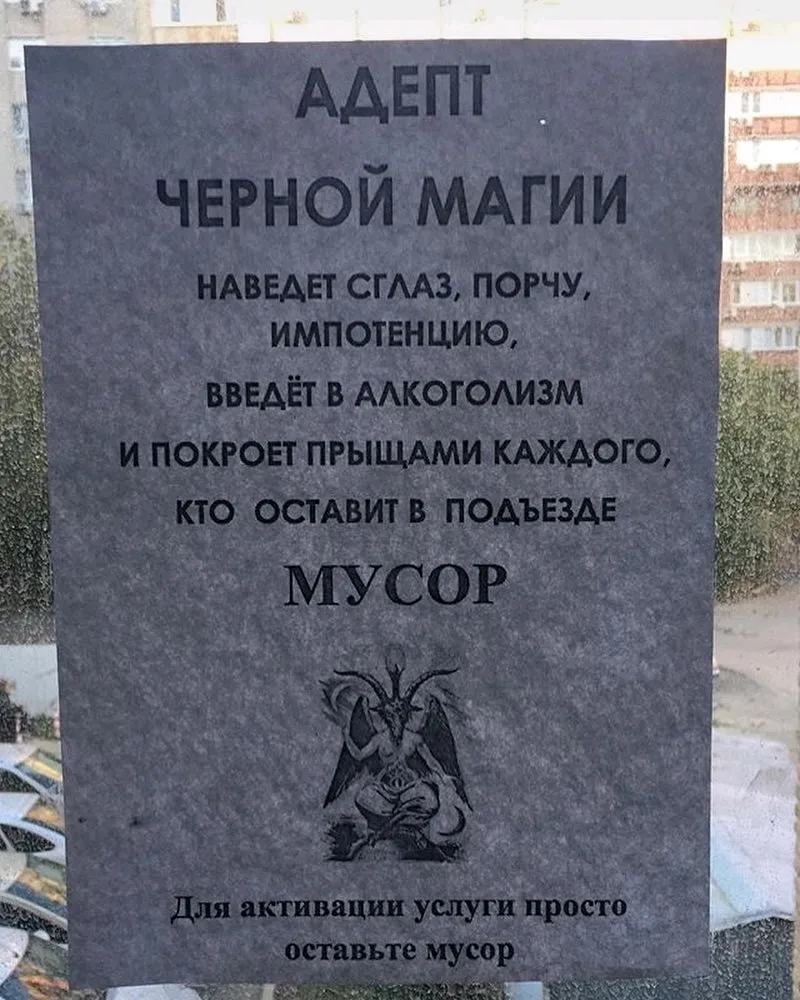 АДЕПТ
ЧЕРНОЙ МАГИИ
НАВЕДЕТ СГЛАЗ, ПОРЧУ,
ИМПОТЕНЦИЮ,
ВВЕДЁТ В АЛКОГОЛИЗМ
И ПОКРОЕТ ПРЫЩАМИ КАЖДОГО,
КТО ОСТАВИТ В ПОДЪЕЗДЕ
МУСОР
Для активации услуги просто
оставьте мусор